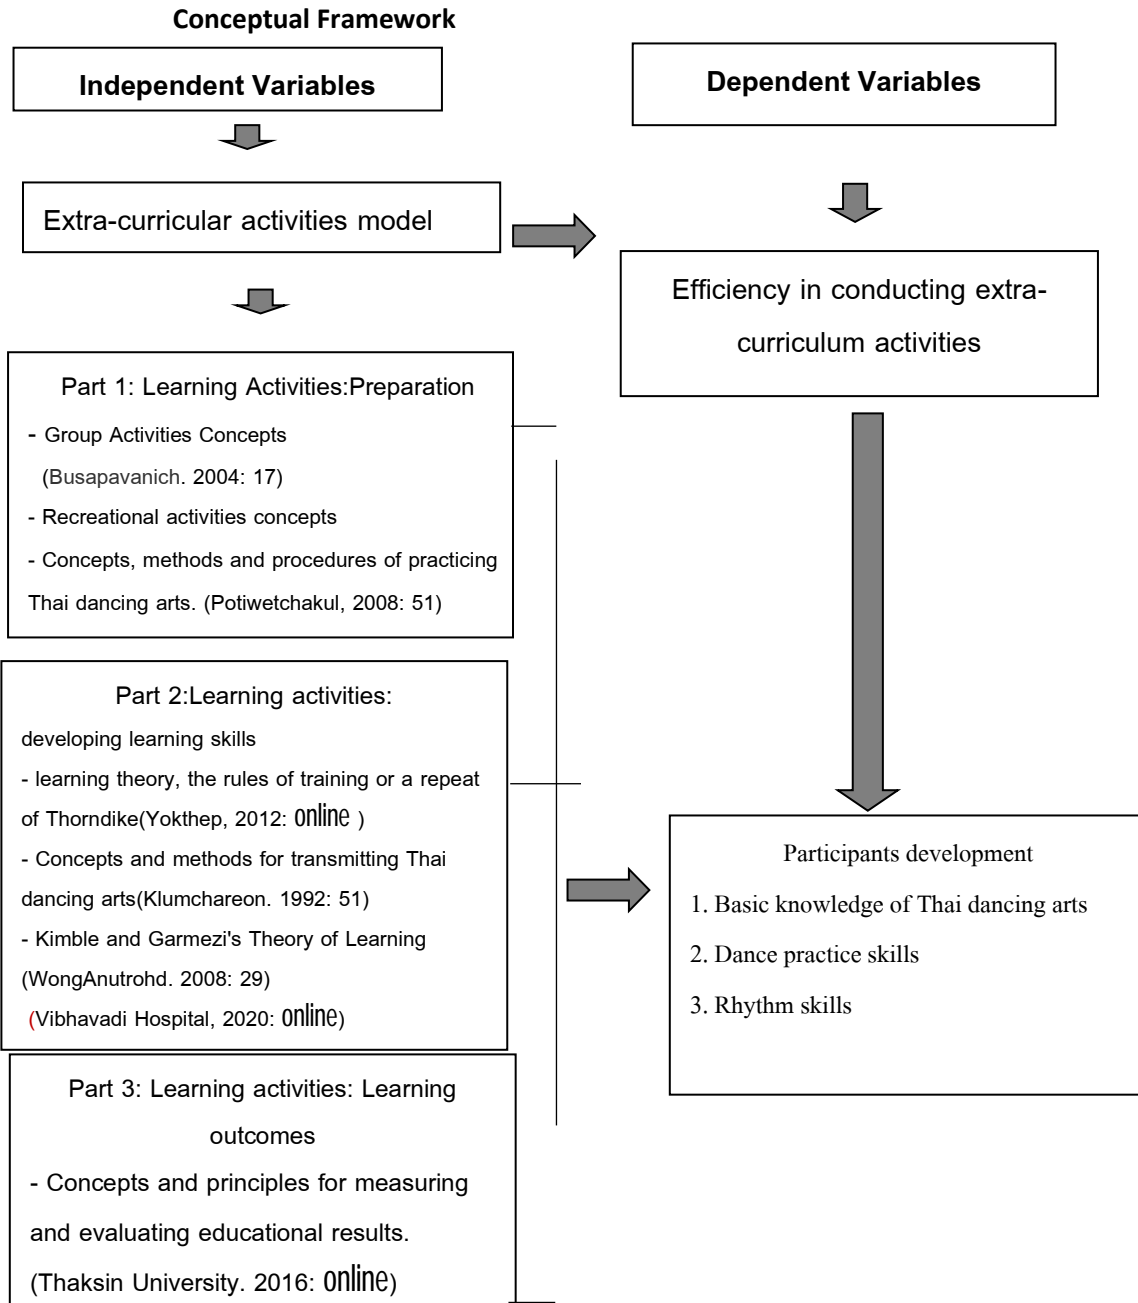 Conceptual Framework
Independent Variables
Dependent Variables
Extra-curricular activities model
Efficiency in conducting extra-
curriculum activities
Part 1: Learning Activities:Preparation
- Group Activities Concepts
(Busapavanich. 2004: 17)
- Recreational activities concepts
- Concepts, methods and procedures of practicing
Thai dancing arts. (Potiwetchakul, 2008: 51)
Part 2:Learning activities:
developing learning skills
- learning theory, the rules of training or a repeat
of Thorndike(Yokthep, 2012: online )
- Concepts and methods for transmitting Thai
dancing arts(Klumchareon. 1992: 51)
- Kimble and Garmezi's Theory of Learning
(WongAnutrohd. 2008: 29)
(Vibhavadi Hospital, 2020: online)
Part 3: Learning activities: Learning
outcomes
- Concepts and principles for measuring
and evaluating educational results.
(Thaksin University. 2016: online)
Participants development
1. Basic knowledge of Thai dancing arts
2. Dance practice skills
3. Rhythm skills